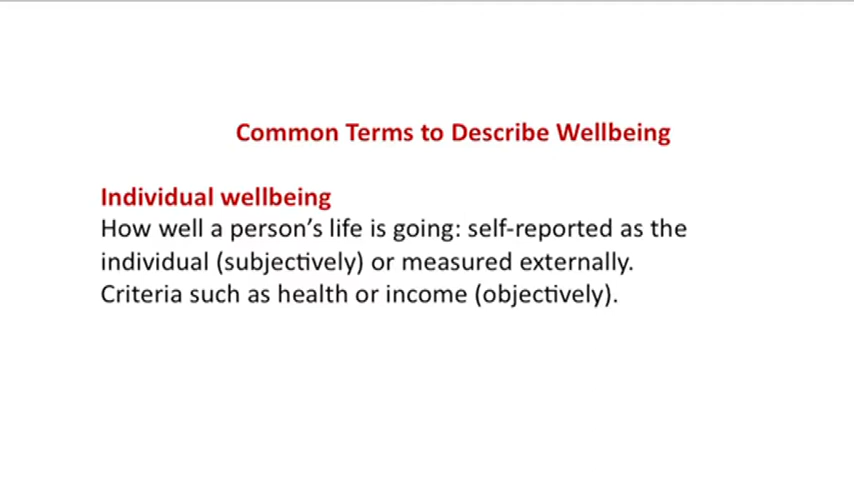 Common Terms to Describe Wellbeing
Individual wellbeing
How well a person’s life is going: self-reported as the
individual (subjectively) or measured externally.
Criteria such as health or income (objectively).